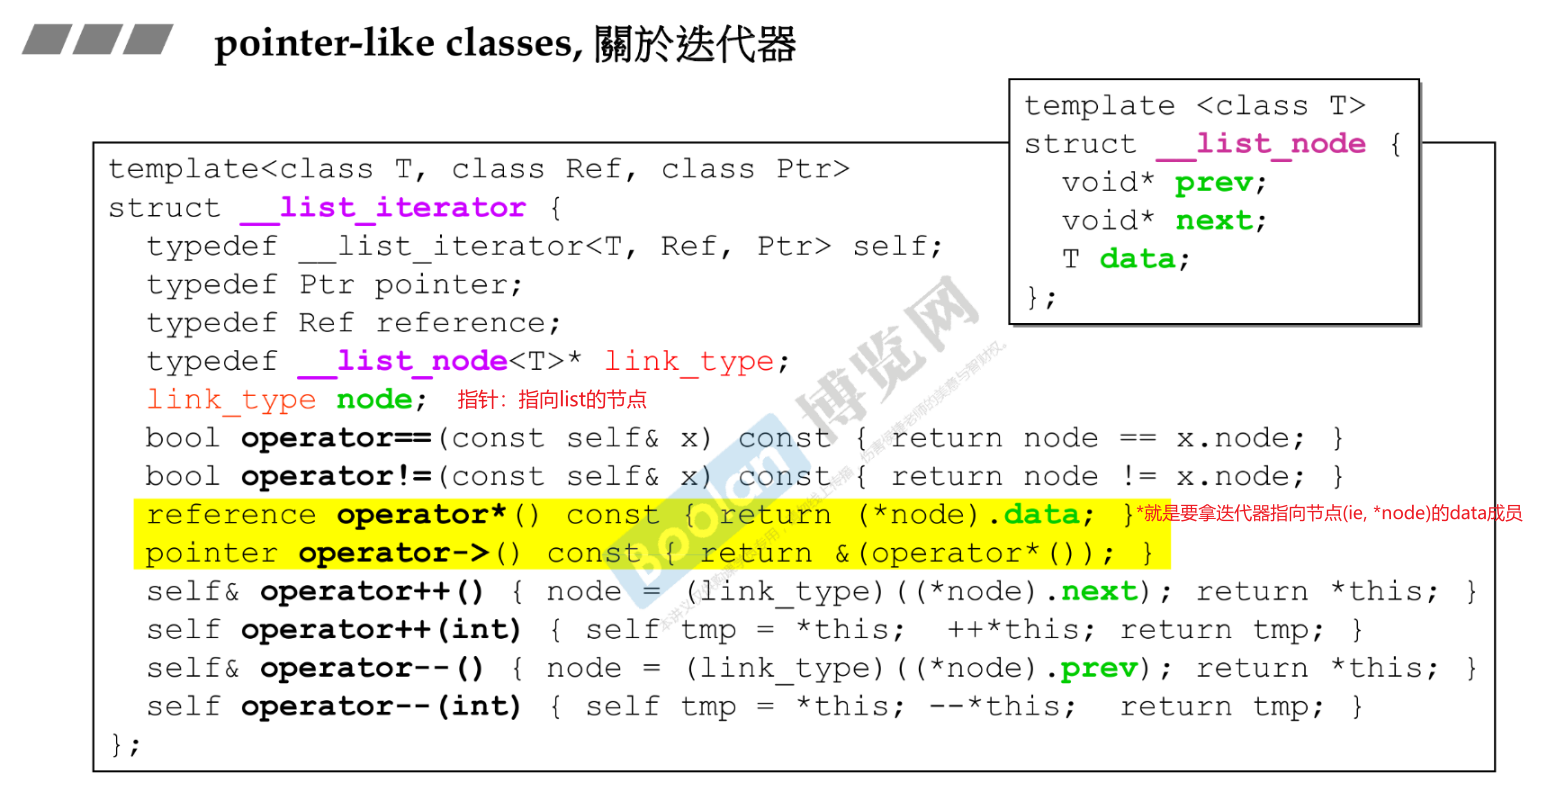 pointer-like classes, 關於迭代器
template <class T>
struct __list_node {
void* prev;
void* next;
T data;
};
template<class T, class Ref, class Ptr>
struct __list_iterator {
typedef __list_iterator<T, Ref, Ptr> self;
typedef Ptr pointer;
typedef Ref reference;
typedef __list_node<T>* link_type;
link_type node; 指针：指向list的节点
bool operator==(const self& x) const { return node == x.node; }
bool operator!=(const self& x) const { return node != x.node; }
reference operator*() const { return (*node).data; } *就是要拿迭代器指向节点(ie, *node)的data成员
pointer operator->() const { return &(operator*()); }
self& operator++() { node = (link_type)((*node).next); return *this; }
self operator++(int) { self tmp = *this; ++*this; return tmp; }
self& operator--() { node = (link_type)((*node).prev); return *this; }
self operator--(int) { self tmp = *this; --*this; return tmp; }
};
Boolan 博览网